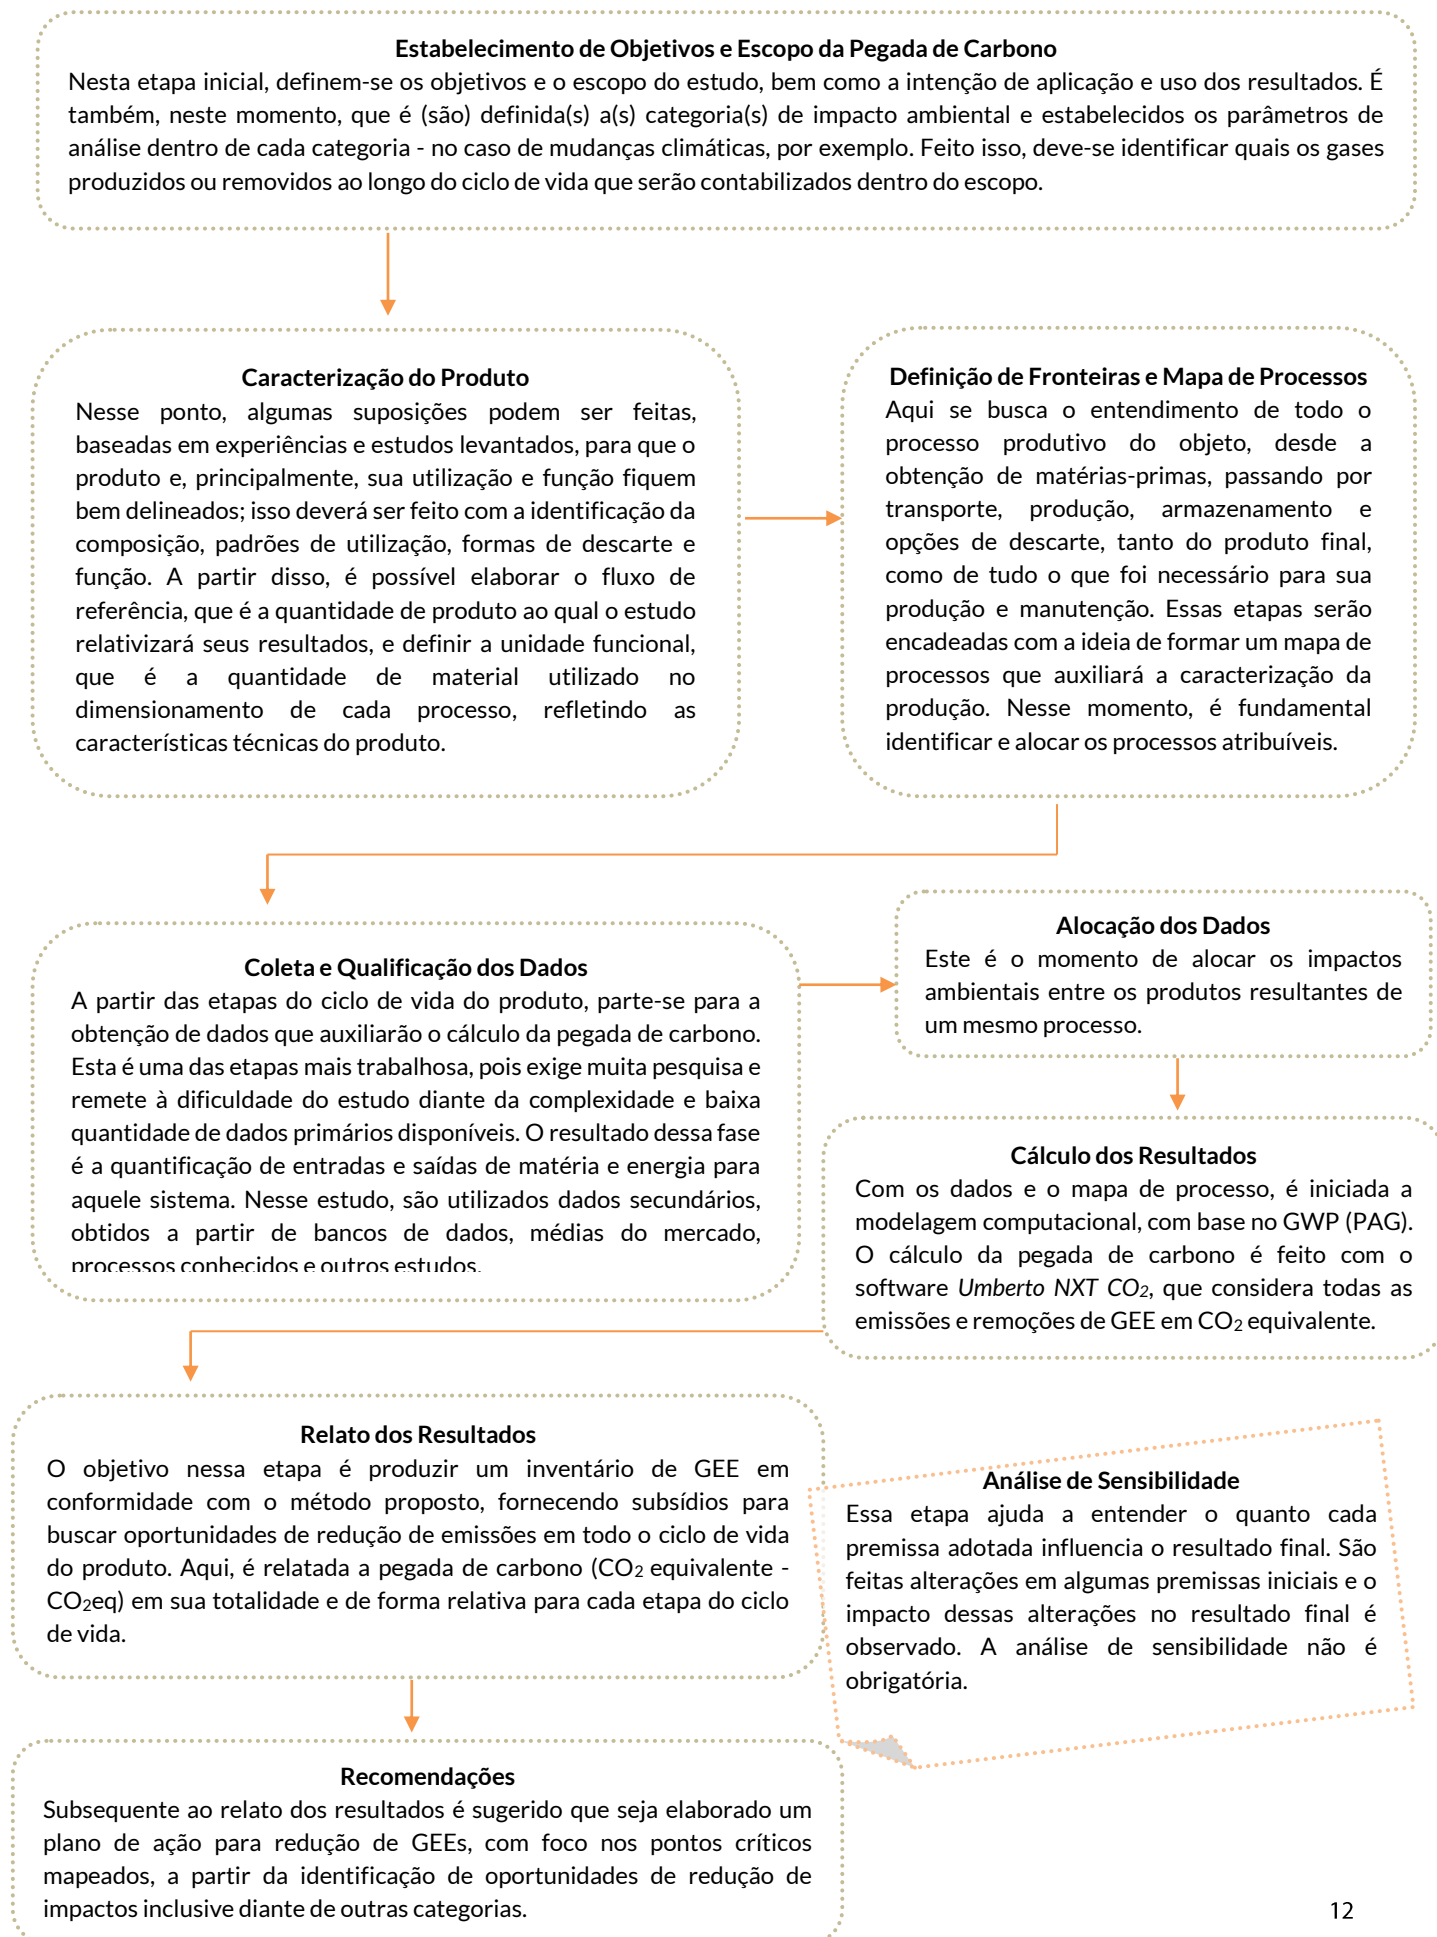 Estabelecimento de Objetivos e Escopo da Pegada de Carbono
Nesta etapa inicial, definem-se os objetivos e o escopo do estudo, bem como a intenção de aplicação e uso dos resultados. É
também, neste momento, que é (são) definida(s) a(s) categoria(s) de impacto ambiental e estabelecidos os parâmetros de
análise dentro de cada categoria - no caso de mudanças climáticas, por exemplo. Feito isso, deve-se identificar quais os gases
produzidos ou removidos ao longo do ciclo de vida que serão contabilizados dentro do escopo.
Caracterização do Produto
Nesse ponto, algumas suposições podem ser feitas,
baseadas em experiências e estudos levantados, para que o
produto e, principalmente, sua utilização e função fiquem
bem delineados; isso deverá ser feito com a identificação da
composição, padrões de utilização, formas de descarte e
função. A partir disso, é possível elaborar o fluxo de
referência, que é a quantidade de produto ao qual o estudo
relativizará seus resultados, e definir a unidade funcional,
que é a quantidade de material utilizado no
dimensionamento de cada processo, refletindo as
características técnicas do produto.
Definição de Fronteiras e Mapa de Processos
Aqui se busca o entendimento de todo o
processo produtivo do objeto, desde a
obtenção de matérias-primas, passando por
transporte, produção, armazenamento e
opções de descarte, tanto do produto final,
como de tudo o que foi necessário para sua
produção e manutenção. Essas etapas serão
encadeadas com a ideia de formar um mapa de
processos que auxiliará a caracterização da
produção. Nesse momento, é fundamental
identificar e alocar os processos atribuíveis.
Coleta e Qualificação dos Dados
A partir das etapas do ciclo de vida do produto, parte-se para a
obtenção de dados que auxiliarão o cálculo da pegada de carbono.
Esta é uma das etapas mais trabalhosa, pois exige muita pesquisa e
remete à dificuldade do estudo diante da complexidade e baixa
quantidade de dados primários disponíveis. O resultado dessa fase
é a quantificação de entradas e saídas de matéria e energia para
aquele sistema. Nesse estudo, são utilizados dados secundários,
obtidos a partir de bancos de dados, médias do mercado,
processos conhecidos e outros estudos.
Alocação dos Dados
Este é o momento de alocar os impactos
ambientais entre os produtos resultantes de
um mesmo processo.
Cálculo dos Resultados
Com os dados e o mapa de processo, é iniciada a
modelagem computacional, com base no GWP (PAG).
O cálculo da pegada de carbono é feito com o
software Umberto NXT CO2, que considera todas as
emissões e remoções de GEE em CO2 equivalente.
Relato dos Resultados
O objetivo nessa etapa é produzir um inventário de GEE em
conformidade com o método proposto, fornecendo subsídios para
buscar oportunidades de redução de emissões em todo o ciclo de vida
do produto. Aqui, é relatada a pegada de carbono (CO2 equivalente -
CO2eq) em sua totalidade e de forma relativa para cada etapa do ciclo
de vida.
Análise de Sensibilidade
Essa etapa ajuda a entender o quanto cada
premissa adotada influencia o resultado final. São
feitas alterações em algumas premissas iniciais e o
impacto dessas alterações no resultado final é
observado. A análise de sensibilidade não é
obrigatória.
Recomendações
Subsequente ao relato dos resultados é sugerido que seja elaborado um
plano de ação para redução de GEEs, com foco nos pontos críticos
mapeados, a partir da identificação de oportunidades de redução de
impactos inclusive diante de outras categorias.
12